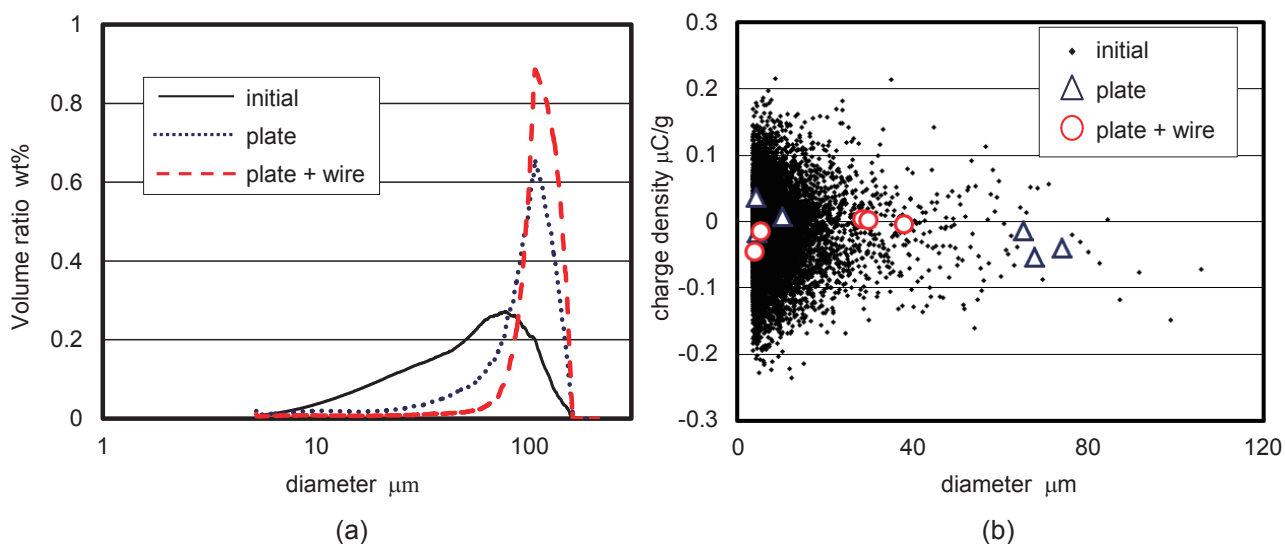 1
0.8
0.6
0.4
0.2
0
Volume ratio wt%
initial
plate
plate + wire
1 10 100
diameter μm
(a)
0.3
0.2
0.1
0
-0.1
-0.2
-0.3
charge density μC/g
initial
plate
plate + wire
0 40 80 120
diameter μm
(b)